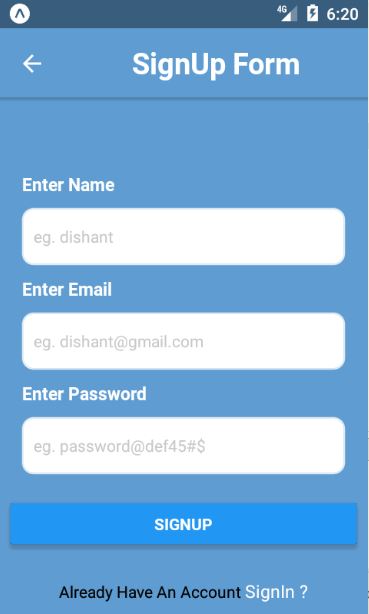 4G 6:20
SignUp Form
Enter Name
eg. dishant
Enter Email
eg. dishant@gmail.com
Enter Password
eg. password@def45#$
SIGNUP
Already Have An Account SignIn ?